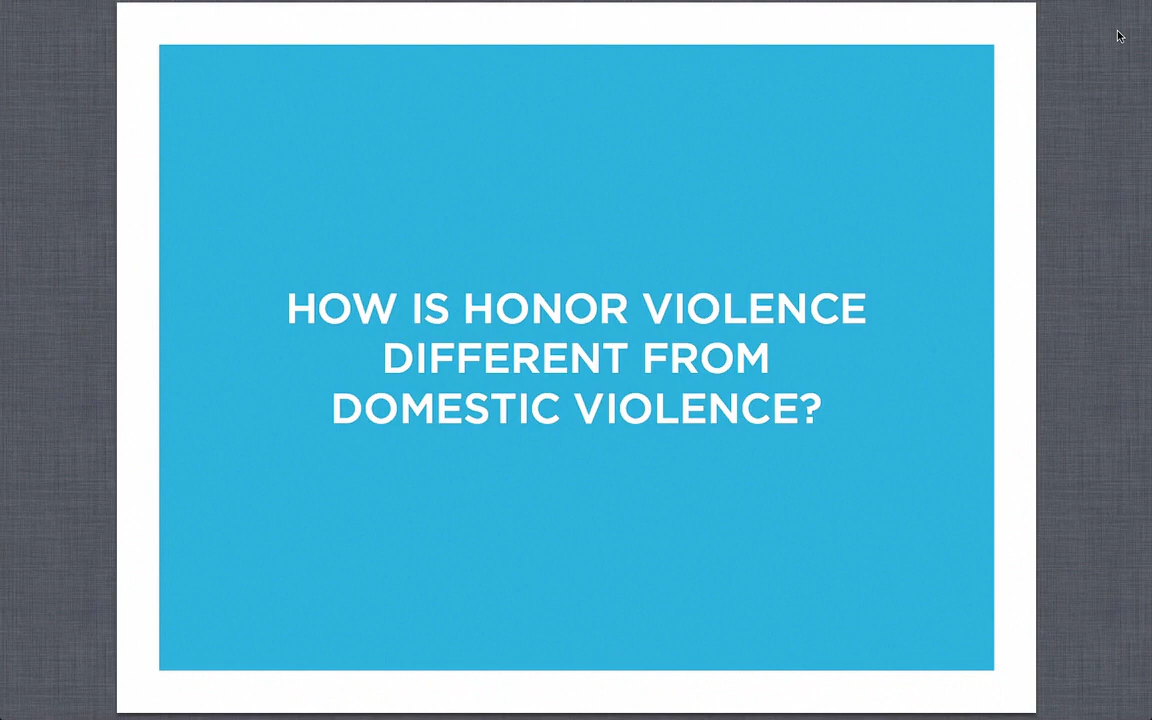 HOW IS HONOR VIOLENCE
DIFFERENT FROM
DOMESTIC VIOLENCE?